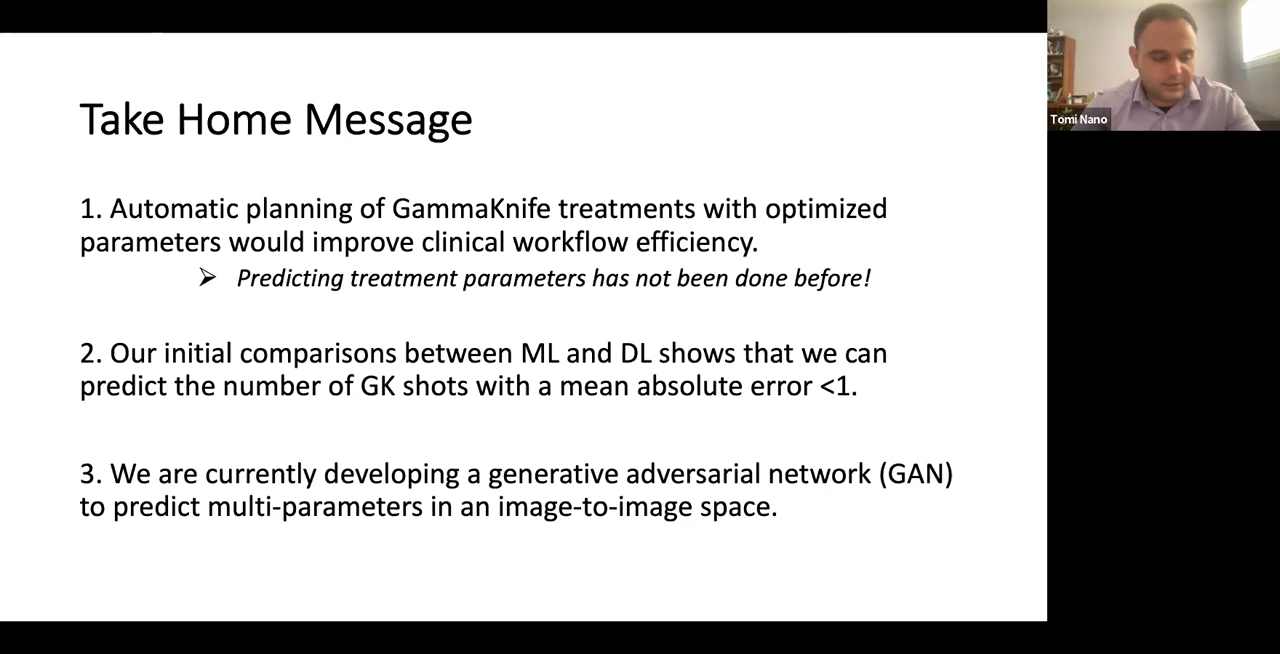 Take Home Message
1. Automatic planning of GammaKnife treatments with optimized
parameters would improve clinical workflow efficiency.
➢ Predicting treatment parameters has not been done before!
2. Our initial comparisons between ML and DL shows that we can
predict the number of GK shots with a mean absolute error <1.
3. We are currently developing a generative adversarial network (GAN)
to predict multi-parameters in an image-to-image space.
Tomi Nano